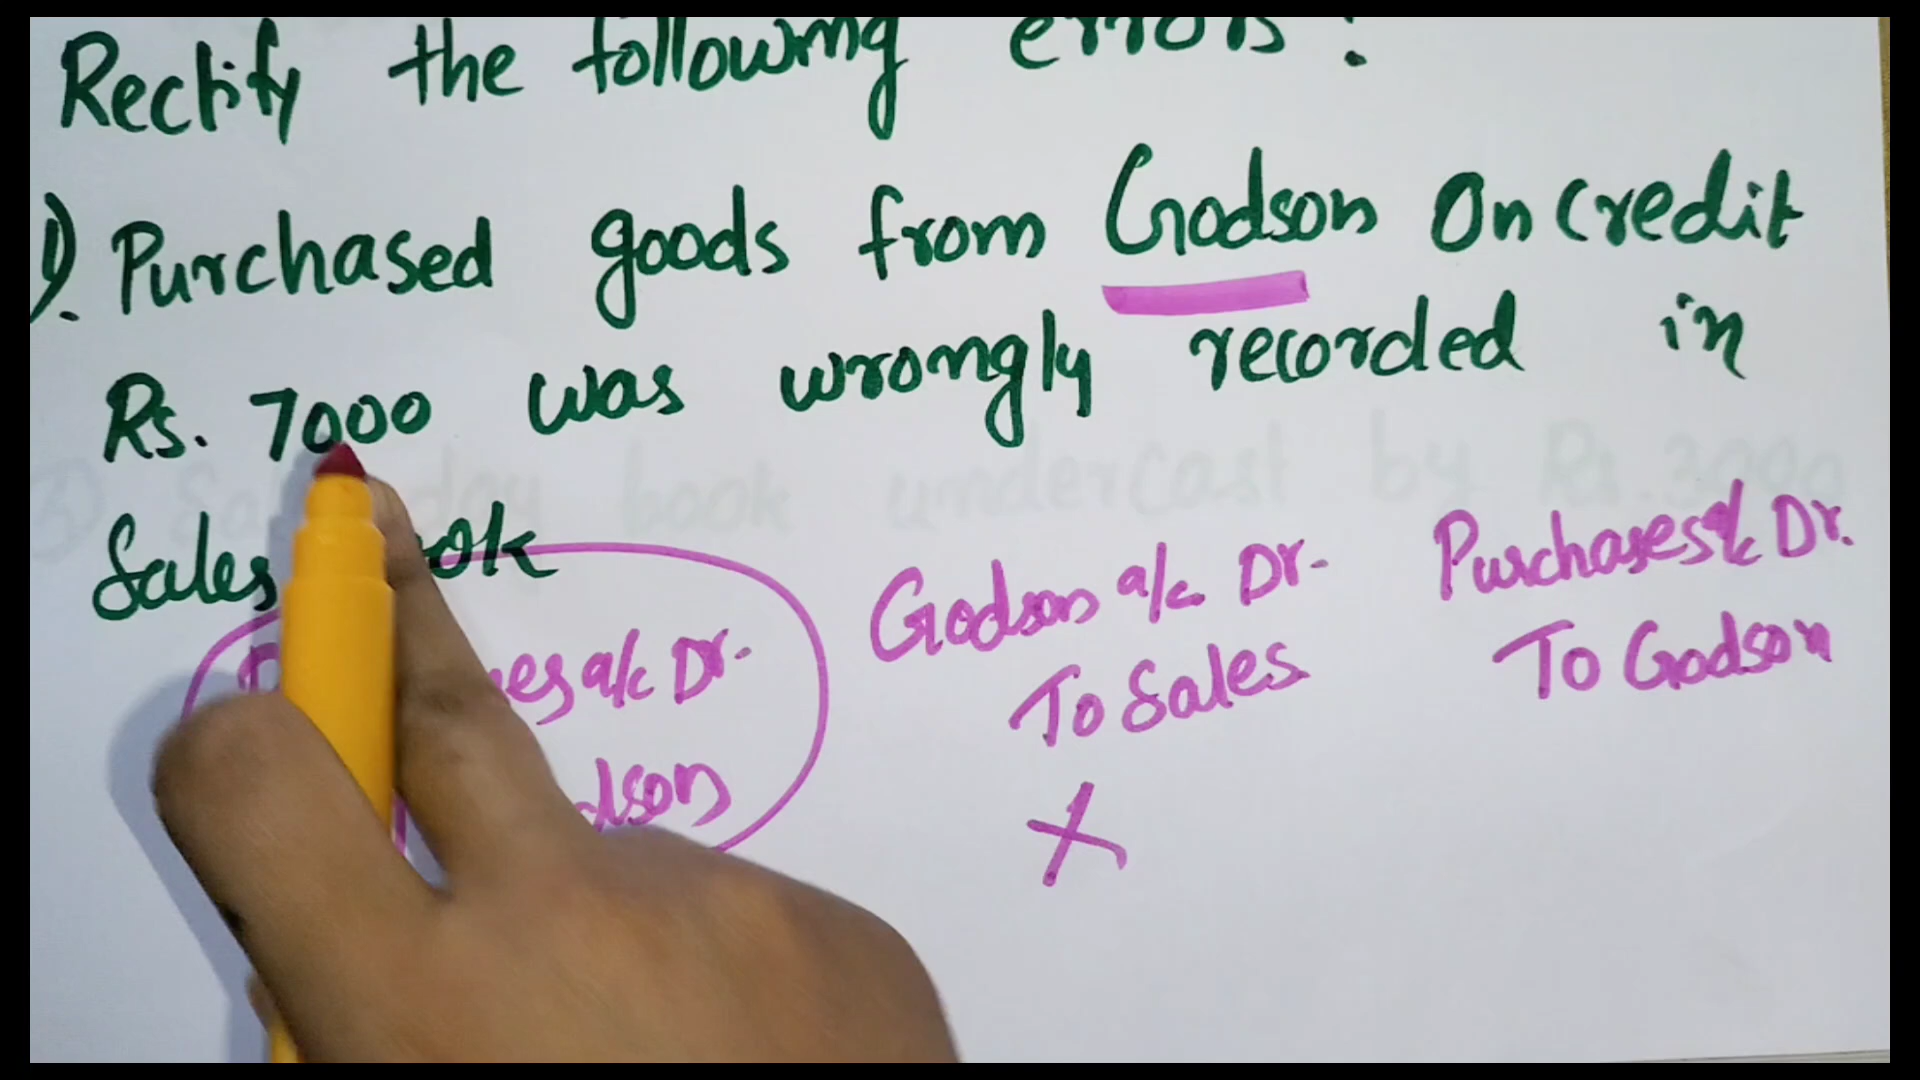 Rectify the following errors:
1). Purchased goods from Godson On Credit
Rs. 7000 was wrongly recorded in
Sales
a/c Dr.
Godson a/c Dr.
To Sales
X
Purchases a/c Dr.
To Godson